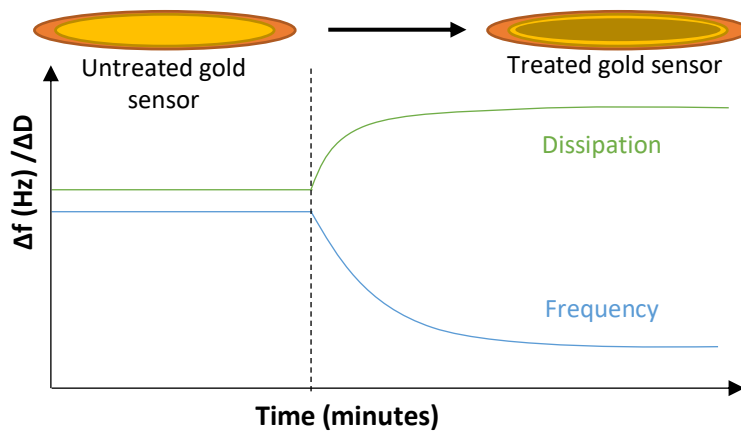 Untreated gold
sensor
Treated gold sensor
Δf (Hz) /ΔD
Dissipation
Frequency
Time (minutes)